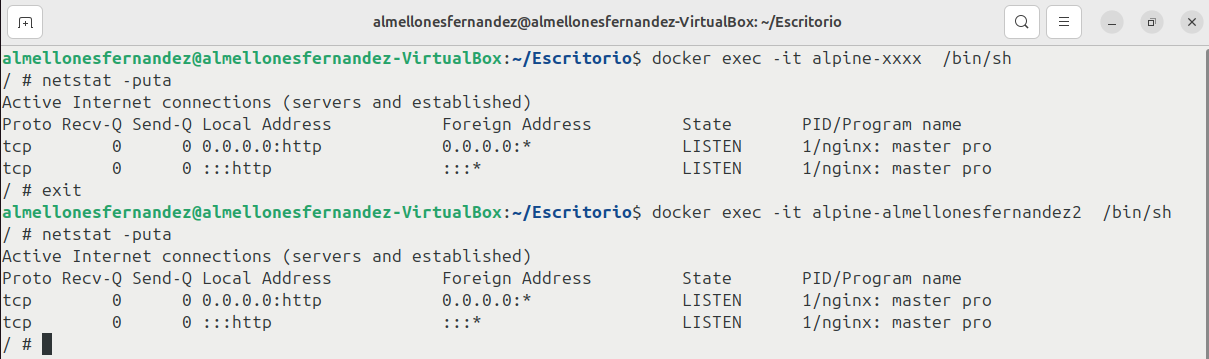 almellonesfernandez@almellonesfernandez-VirtualBox: ~/Escritorio
almellonesfernandez@almellonesfernandez-VirtualBox:~/Escritorio$ docker exec -it alpine-xxxx  /bin/sh
/ # netstat -puta
Active Internet connections (servers and established)
Proto Recv-Q Send-Q Local Address           Foreign Address         State       PID/Program name
tcp        0      0 0.0.0.0:http            0.0.0.0:*               LISTEN      1/nginx: master pro
tcp        0      0 :::http                 :::*                    LISTEN      1/nginx: master pro
/ # exit
almellonesfernandez@almellonesfernandez-VirtualBox:~/Escritorio$ docker exec -it alpine-almellonesfernandez2  /bin/sh
/ # netstat -puta
Active Internet connections (servers and established)
Proto Recv-Q Send-Q Local Address           Foreign Address         State       PID/Program name
tcp        0      0 0.0.0.0:http            0.0.0.0:*               LISTEN      1/nginx: master pro
tcp        0      0 :::http                 :::*                    LISTEN      1/nginx: master pro
/ #